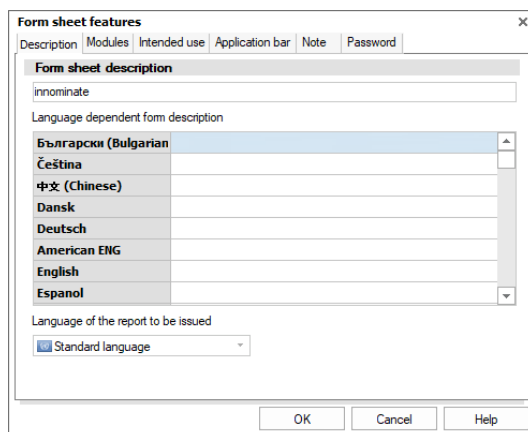 Form sheet features
Description Modules Intended use Application bar Note Password
Form sheet description
innominate
Language dependent form description
Български (Bulgarian
Čeština
中文 (Chinese)
Dansk
Deutsch
American ENG
English
Espanol
Language of the report to be issued
Standard language
OK Cancel Help